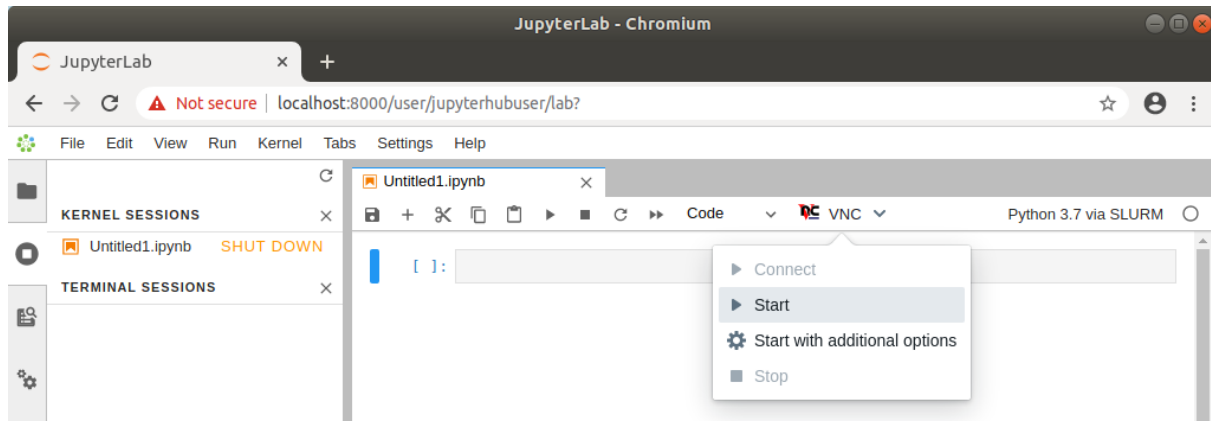 JupyterLab - Chromium
JupyterLab
Not secure localhost:8000/user/jupyterhubuser/lab?
File Edit View Run Kernel Tabs Settings Help
Untitled1.ipynb
KERNEL SESSIONS
Code VNC Python 3.7 via SLURM
Untitled1.ipynb SHUT DOWN
[ ]:
TERMINAL SESSIONS
Connect
Start
Start with additional options
Stop